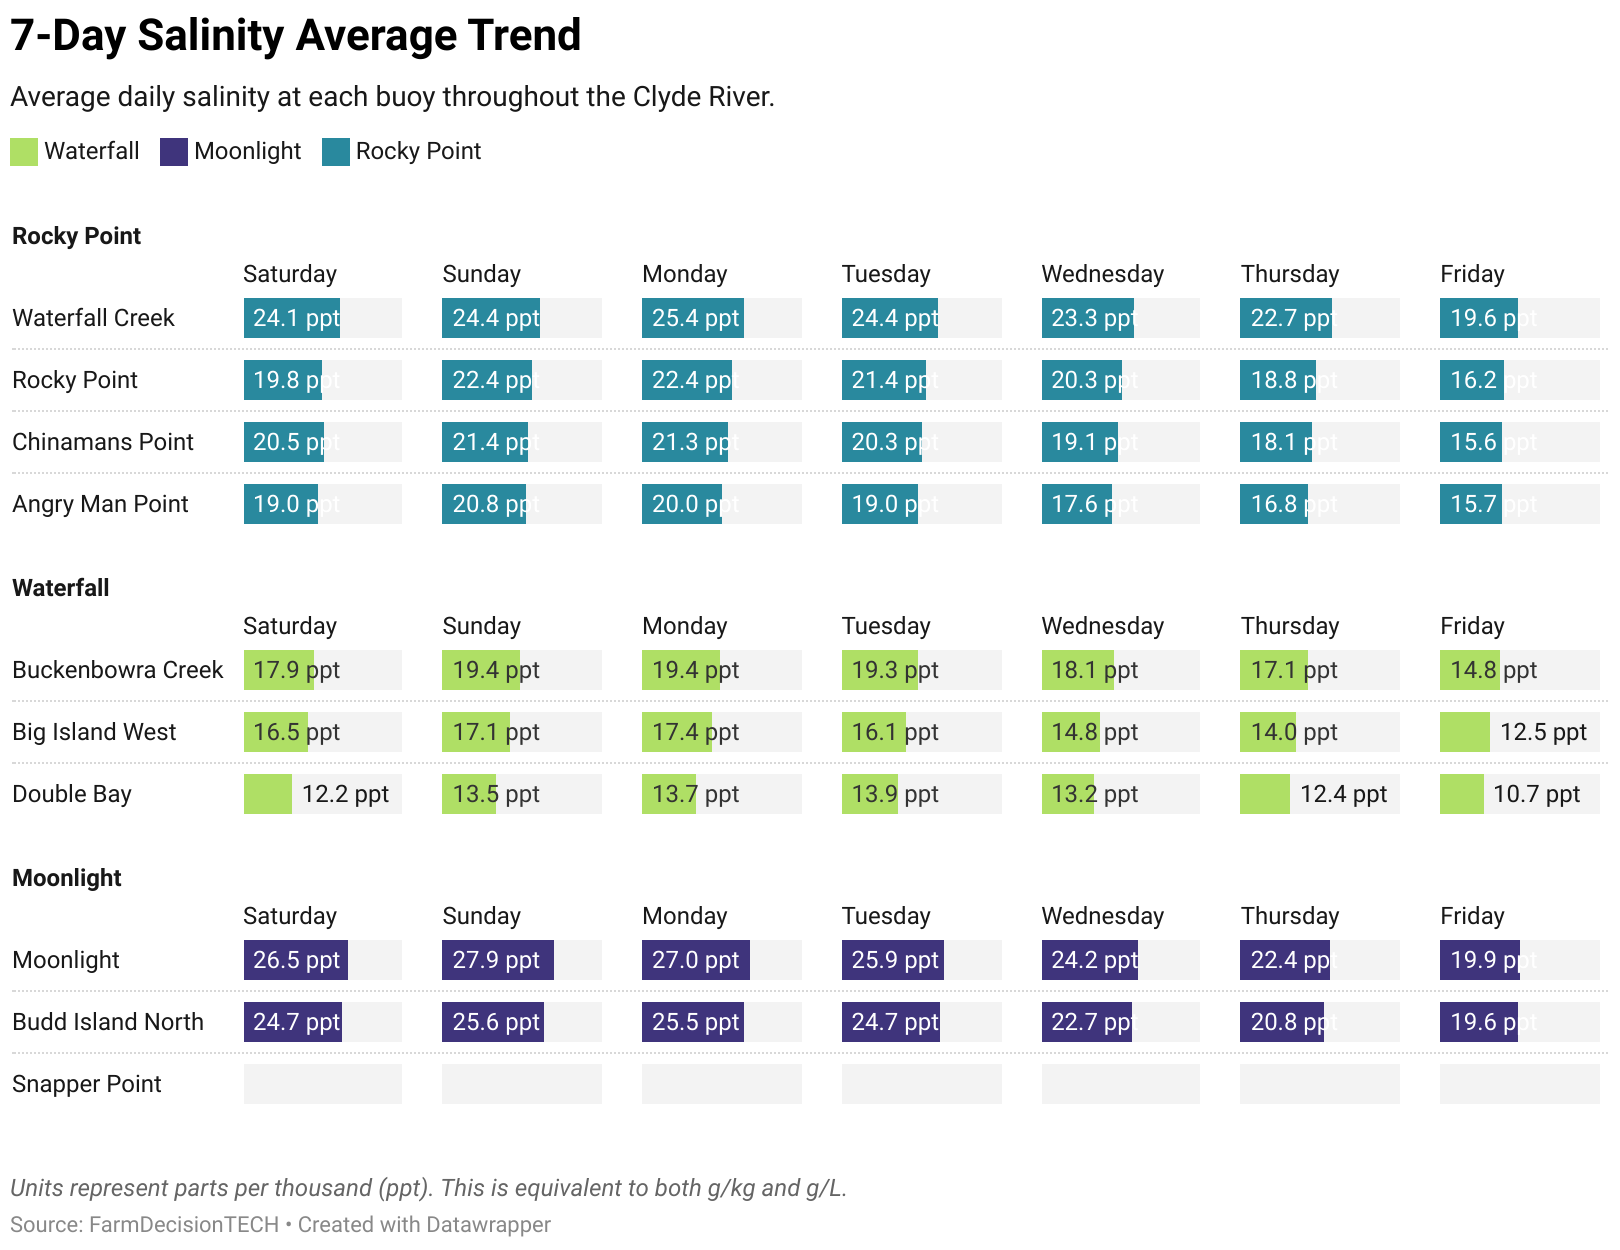 7-Day Salinity Average Trend
Average daily salinity at each buoy throughout the Clyde River.
Waterfall Moonlight Rocky Point
Rocky Point
Saturday Sunday Monday Tuesday Wednesday Thursday Friday
Waterfall Creek 24.1 ppt 24.4 ppt 25.4 ppt 24.4 ppt 23.3 ppt 22.7 ppt 19.6 ppt
Rocky Point 19.8 ppt 22.4 ppt 22.4 ppt 21.4 ppt 20.3 ppt 18.8 ppt 16.2 ppt
Chinamans Point 20.5 ppt 21.4 ppt 21.3 ppt 20.3 ppt 19.1 ppt 18.1 ppt 15.6 ppt
Angry Man Point 19.0 ppt 20.8 ppt 20.0 ppt 19.0 ppt 17.6 ppt 16.8 ppt 15.7 ppt
Waterfall
Saturday Sunday Monday Tuesday Wednesday Thursday Friday
Buckenbowra Creek 17.9 ppt 19.4 ppt 19.4 ppt 19.3 ppt 18.1 ppt 17.1 ppt 14.8 ppt
Big Island West 16.5 ppt 17.1 ppt 17.4 ppt 16.1 ppt 14.8 ppt 14.0 ppt 12.5 ppt
Double Bay 12.2 ppt 13.5 ppt 13.7 ppt 13.9 ppt 13.2 ppt 12.4 ppt 10.7 ppt
Moonlight
Saturday Sunday Monday Tuesday Wednesday Thursday Friday
Moonlight 26.5 ppt 27.9 ppt 27.0 ppt 25.9 ppt 24.2 ppt 22.4 ppt 19.9 ppt
Budd Island North 24.7 ppt 25.6 ppt 25.5 ppt 24.7 ppt 22.7 ppt 20.8 ppt 19.6 ppt
Snapper Point
Units represent parts per thousand (ppt). This is equivalent to both g/kg and g/L.
Source: FarmDecisionTECH • Created with Datawrapper